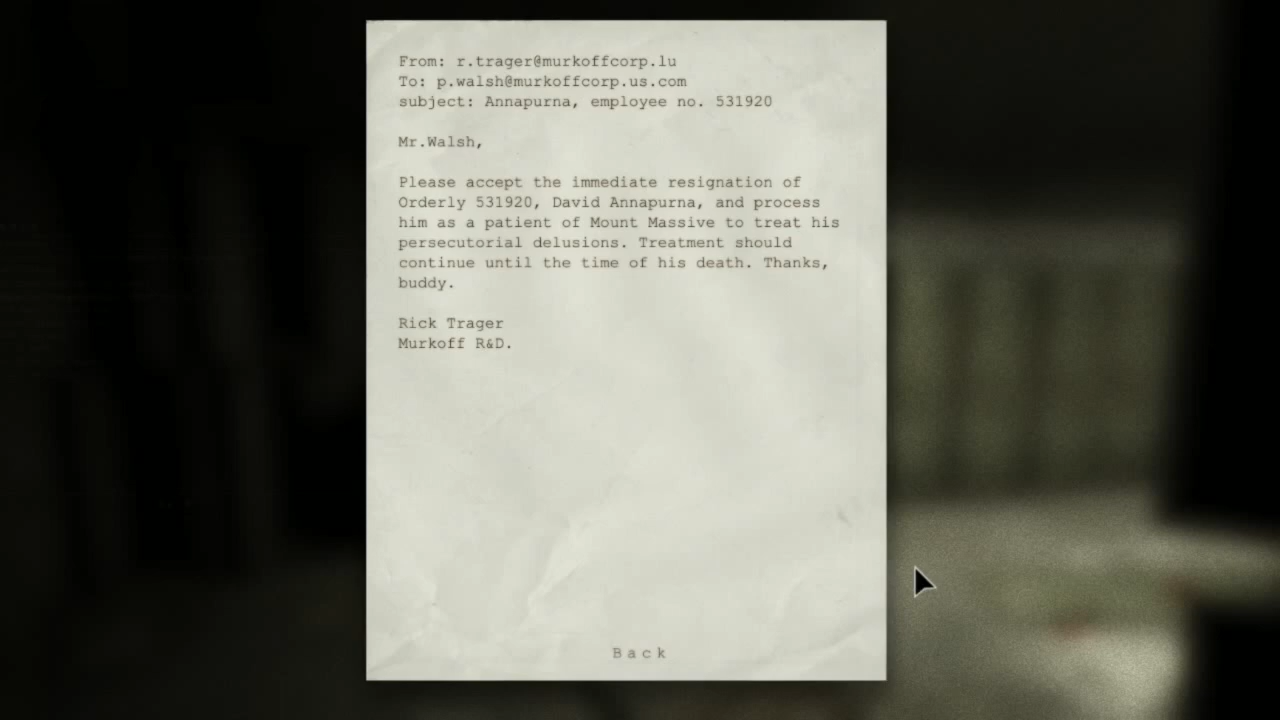 From: r.trager@murkoffcorp.lu
To: p.walsh@murkoffcorp.us.com
subject: Annapurna, employee no. 531920
Mr.Walsh,
Please accept the immediate resignation of
Orderly 531920, David Annapurna, and process
him as a patient of Mount Massive to treat his
persecutorial delusions. Treatment should
continue until the time of his death. Thanks,
buddy.
Rick Trager
Murkoff R&D.
Back